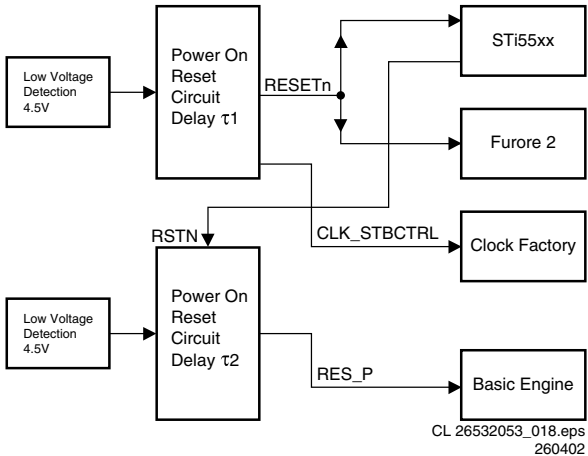 Low Voltage
Detection
4.5V
Power On
Reset
Circuit
Delay τ1
RESETn
STi55xx
Furore 2
RSTN
CLK_STBCTRL
Clock Factory
Low Voltage
Detection
4.5V
Power On
Reset
Circuit
Delay τ2
RES_P
Basic Engine
CL 26532053_018.eps
260402